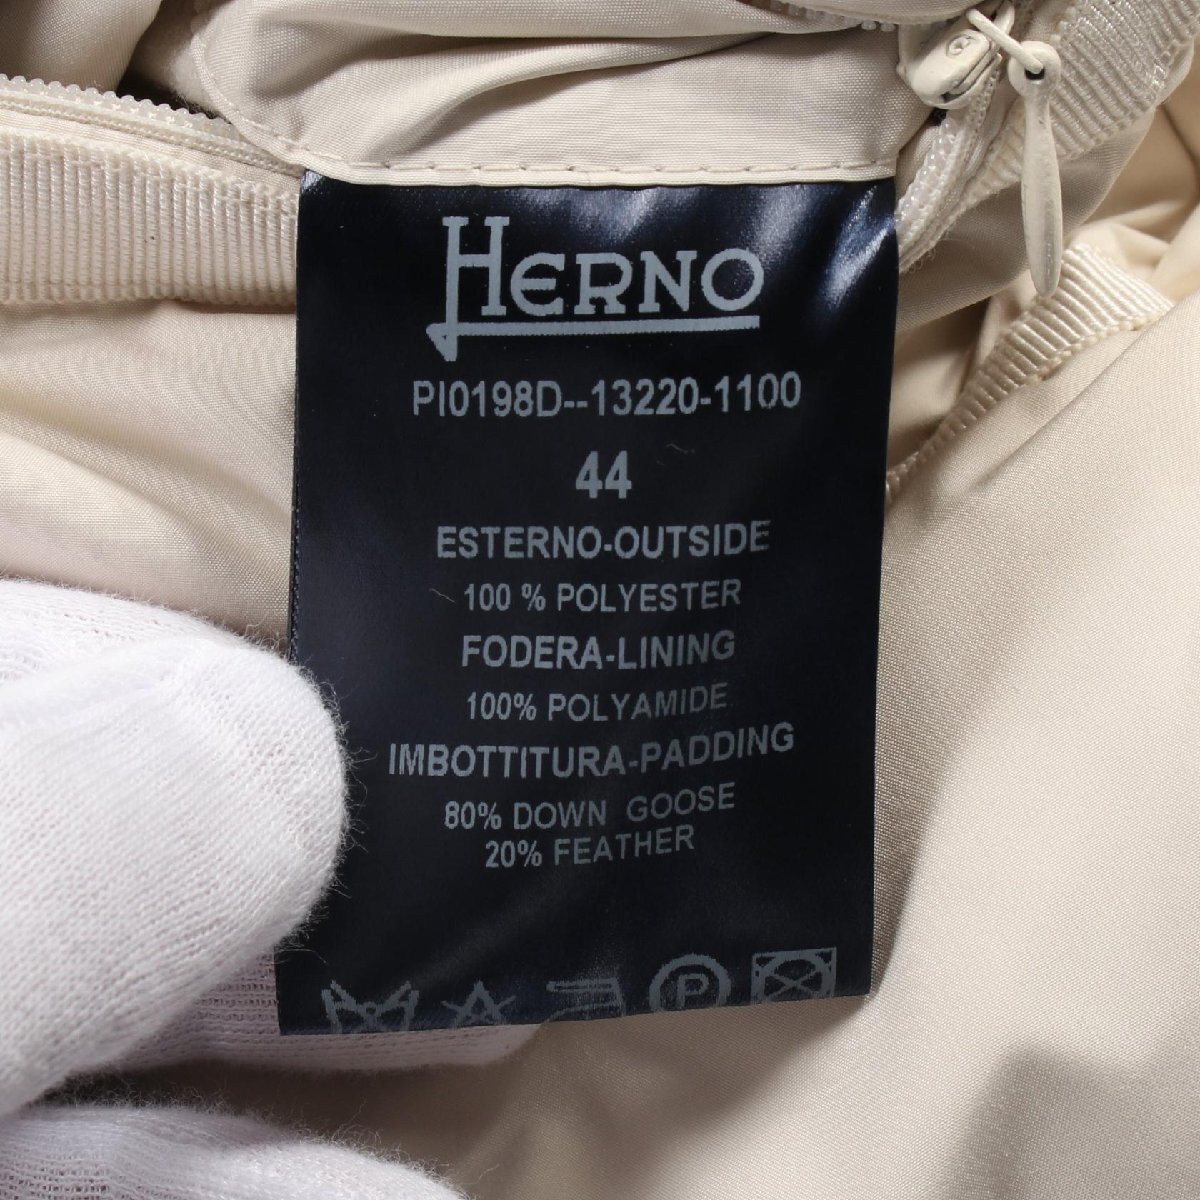 HERNO
PI0198D--13220-1100
44
ESTERNO-OUTSIDE
100 % POLYESTER
FODERA-LINING
100% POLYAMIDE
IMBOTTITURA-PADDING
80% DOWN GOOSE
20% FEATHER
P